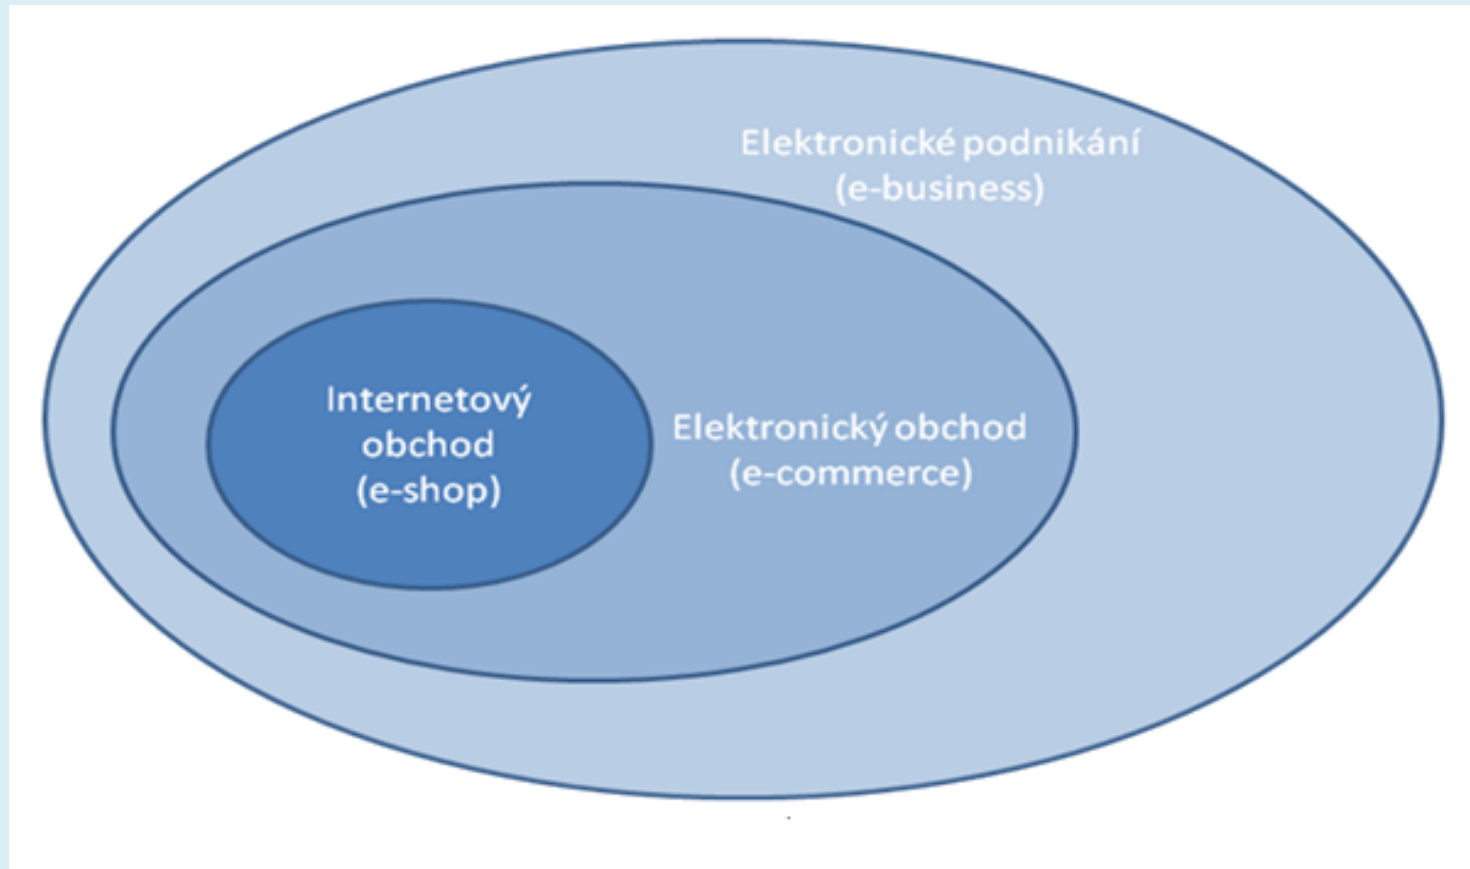 Elektronické podnikání
(e-business)
Internetový
obchod
(e-shop)
Elektronický obchod
(e-commerce)